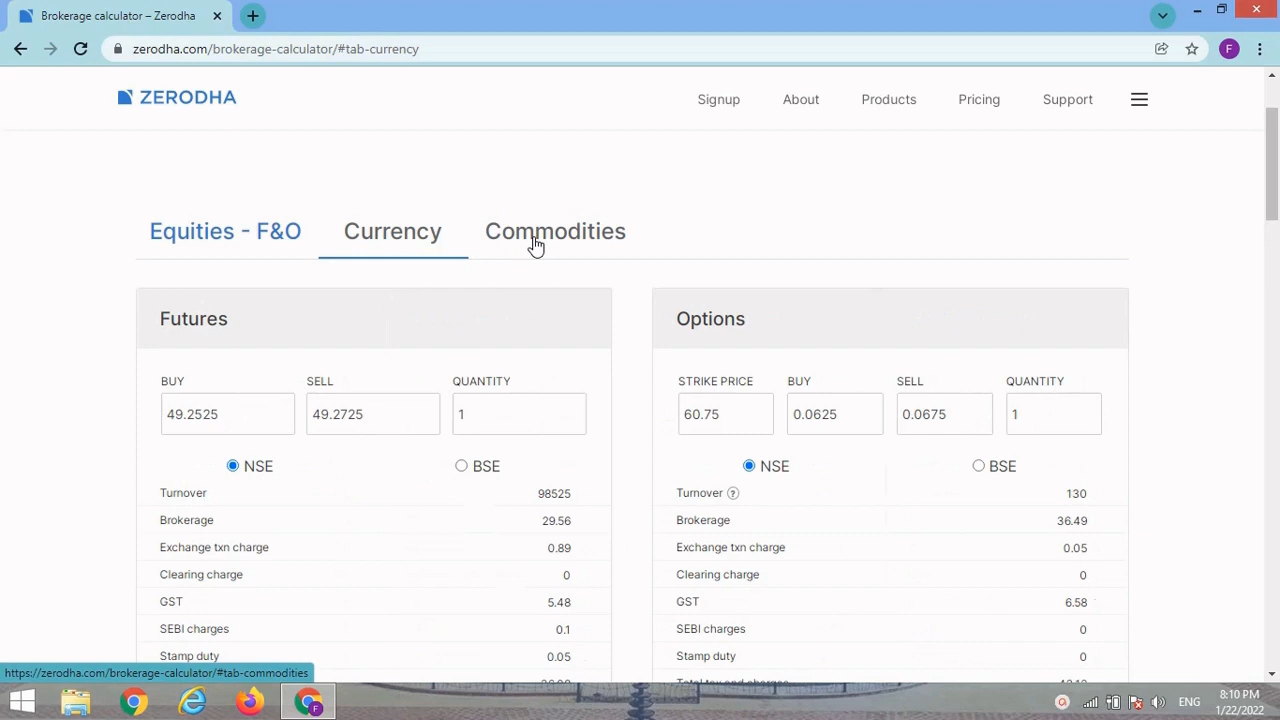 Brokerage calculator – Zerodha
zerodha.com/brokerage-calculator/#tab-currency
F
ZERODHA
Signup About Products Pricing Support
Equities - F&O Currency Commodities
Futures
BUY SELL QUANTITY
49.2525 49.2725 1
NSE BSE
Turnover 98525
Brokerage 29.56
Exchange txn charge 0.89
Clearing charge 0
GST 5.48
SEBI charges 0.1
Stamp duty 0.05
Options
STRIKE PRICE BUY SELL QUANTITY
60.75 0.0625 0.0675 1
NSE BSE
Turnover ? 130
Brokerage 36.49
Exchange txn charge 0.05
Clearing charge 0
GST 6.58
SEBI charges 0
Stamp duty 0
https://zerodha.com/brokerage-calculator/#tab-commodities
F
ENG
8:10 PM
1/22/2022